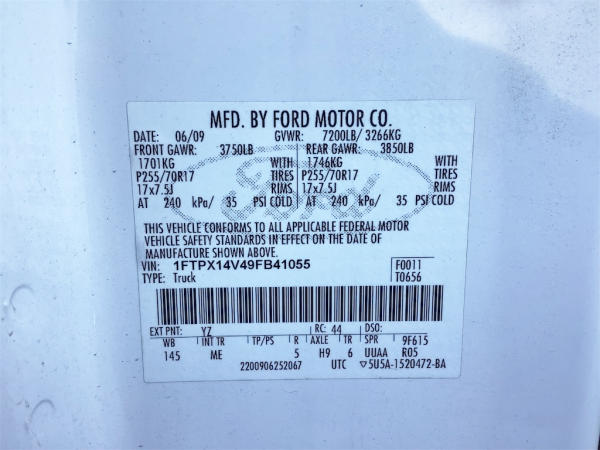 MFD. BY FORD MOTOR CO.
DATE: 06/09 GVWR: 7200LB/ 3266KG
FRONT GAWR: 3750LB REAR GAWR: 3850LB
1701KG WITH 1746KG WITH
P255/70R17 TIRES P255/70R17 TIRES
17x7.5J RIMS 17x7.5J RIMS
AT 240 kPa/ 35 PSI COLD AT 240 kPa/ 35 PSI COLD
Ford
THIS VEHICLE CONFORMS TO ALL APPLICABLE FEDERAL MOTOR
VEHICLE SAFETY STANDARDS IN EFFECT ON THE DATE OF
MANUFACTURE SHOWN ABOVE.
VIN: 1FTPX14V49FB41055 F0011
TYPE: Truck T0656
EXT PNT: YZ RC: 44 DSO:
WB INT TR TP/PS R AXLE TR SPR 9F615
145 ME 5 H9 6 UUAA R05
2200906252067 UTC ▽5U5A-1520472-BA